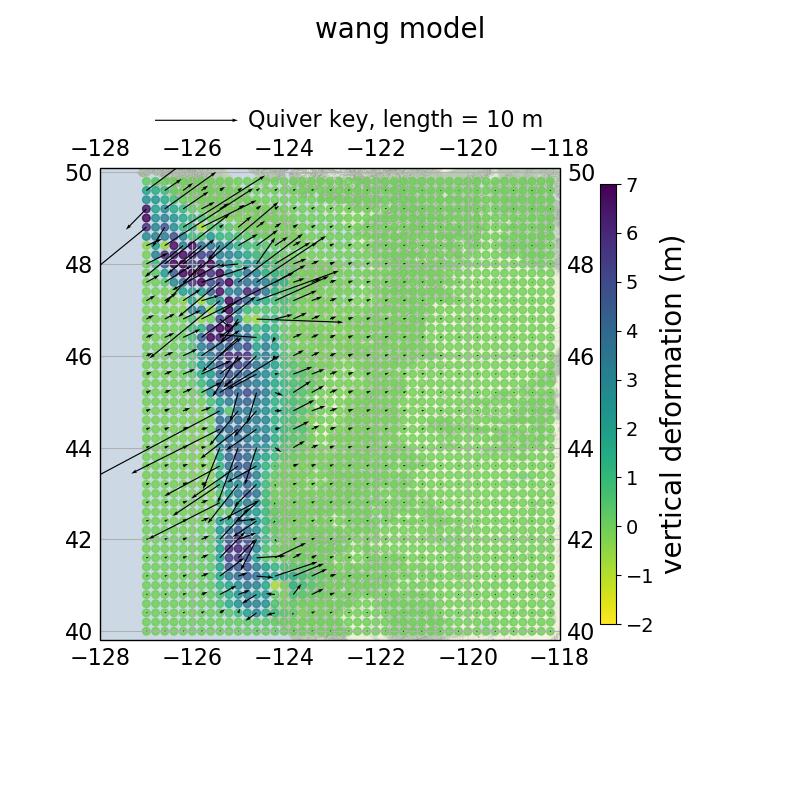 wang model
Quiver key, length = 10 m
−128 −126 −124 −122 −120 −118
50 50 7
6
48 48 5
4
46 46 3
2
44 44 1
0
42 42 −1
40 40 −2
vertical deformation (m)
−128 −126 −124 −122 −120 −118